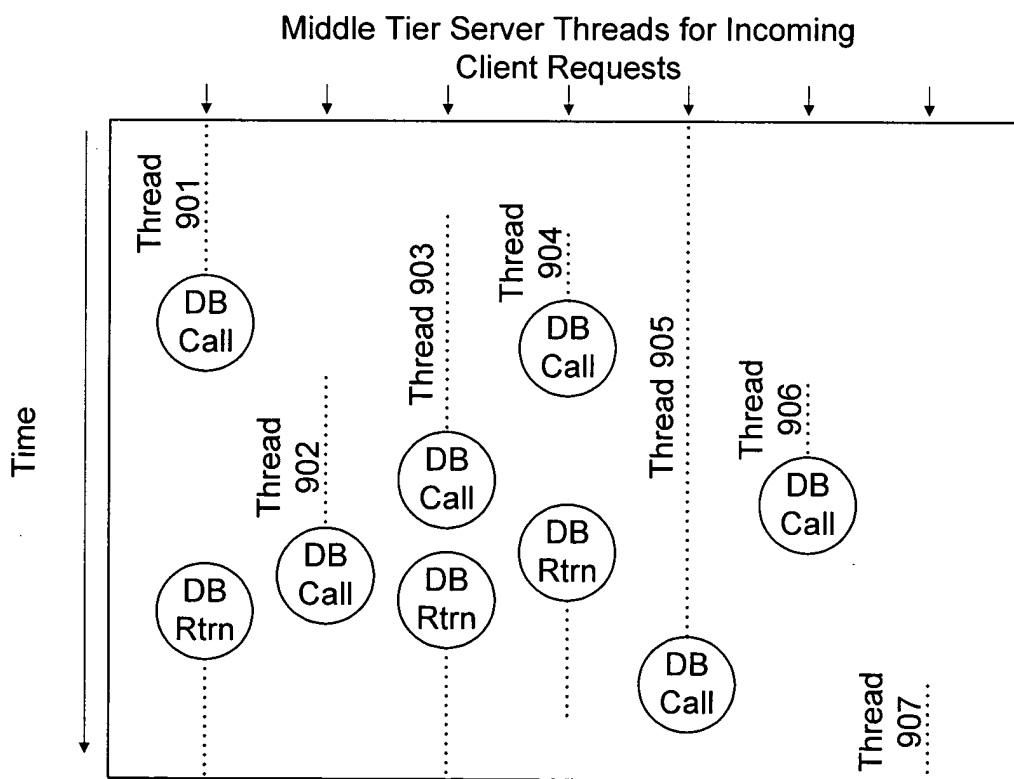 Middle Tier Server Threads for Incoming
Client Requests
Time
Thread
901
DB
Call
DB
Rtrn
Thread
902
DB
Call
Thread 903
DB
Call
DB
Rtrn
Thread
904
DB
Call
DB
Rtrn
Thread 905
DB
Call
Thread
906
DB
Call
Thread
907